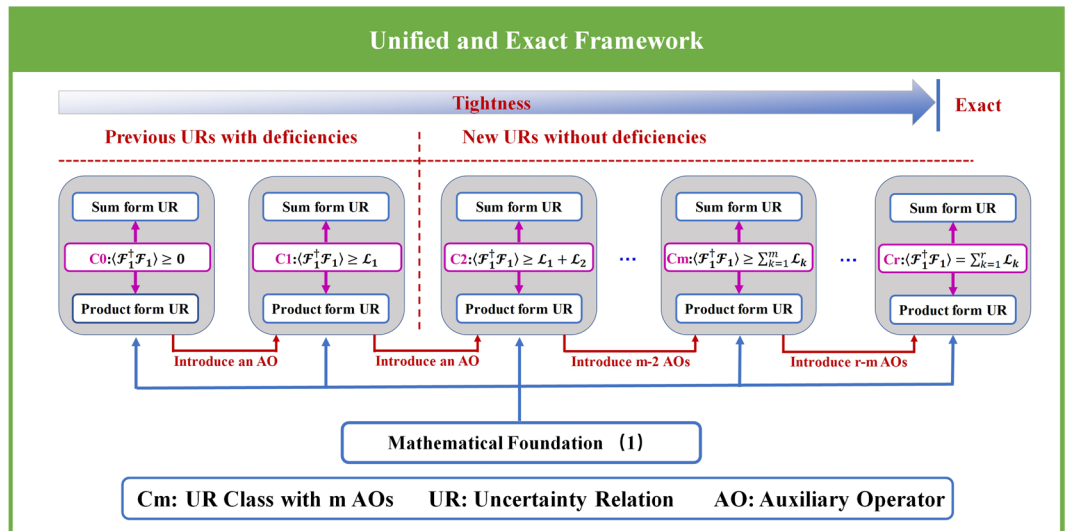 Unified and Exact Framework
Tightness
Exact
Previous URs with deficiencies
New URs without deficiencies
Sum form UR
Sum form UR
Sum form UR
Sum form UR
Sum form UR
C0:⟨𝓕₁†𝓕₁⟩ ≥ 0
C1:⟨𝓕₁†𝓕₁⟩ ≥ 𝓛₁
C2:⟨𝓕₁†𝓕₁⟩ ≥ 𝓛₁ + 𝓛₂
...
Cm:⟨𝓕₁†𝓕₁⟩ ≥ ∑ₖ₌₁ᵐ 𝓛ₖ
...
Cr:⟨𝓕₁†𝓕₁⟩ = ∑ₖ₌₁ʳ 𝓛ₖ
Product form UR
Product form UR
Product form UR
Product form UR
Product form UR
Introduce an AO
Introduce an AO
Introduce m-2 AOs
Introduce r-m AOs
Mathematical Foundation (1)
Cm: UR Class with m AOs UR: Uncertainty Relation AO: Auxiliary Operator